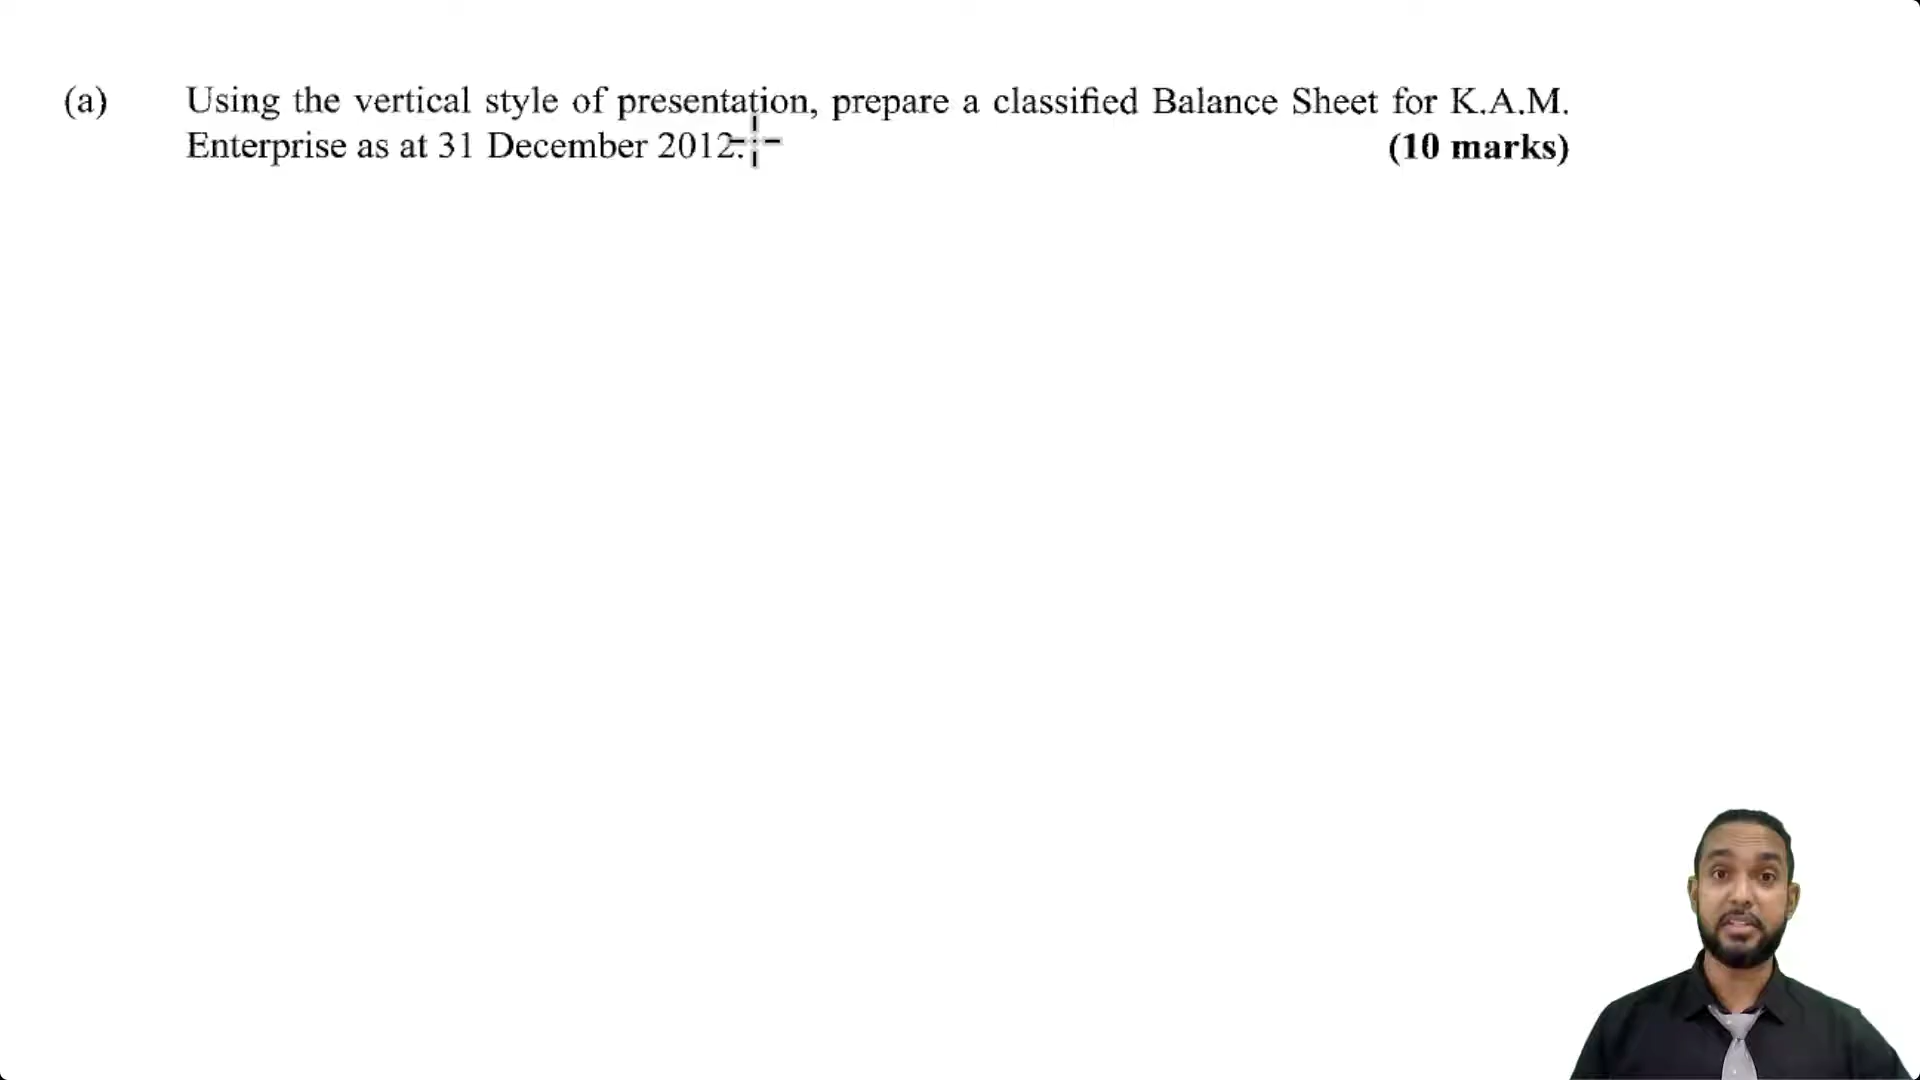 (a) Using the vertical style of presentation, prepare a classified Balance Sheet for K.A.M.
Enterprise as at 31 December 2012. (10 marks)